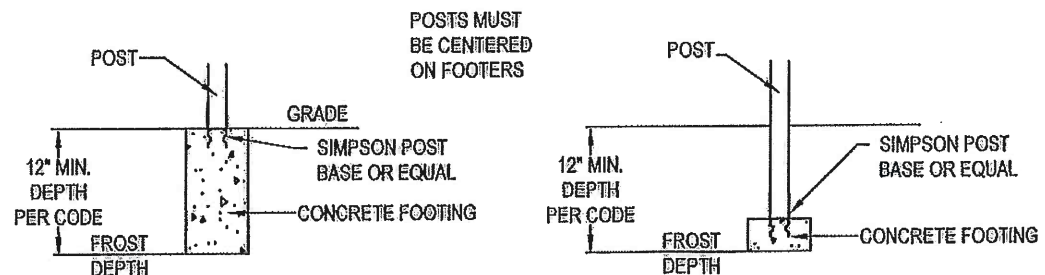 POSTS MUST
BE CENTERED
ON FOOTERS
POST
GRADE
SIMPSON POST
BASE OR EQUAL
12" MIN.
DEPTH
PER CODE
CONCRETE FOOTING
FROST
DEPTH
POST
SIMPSON POST
BASE OR EQUAL
12" MIN.
DEPTH
PER CODE
CONCRETE FOOTING
FROST
DEPTH